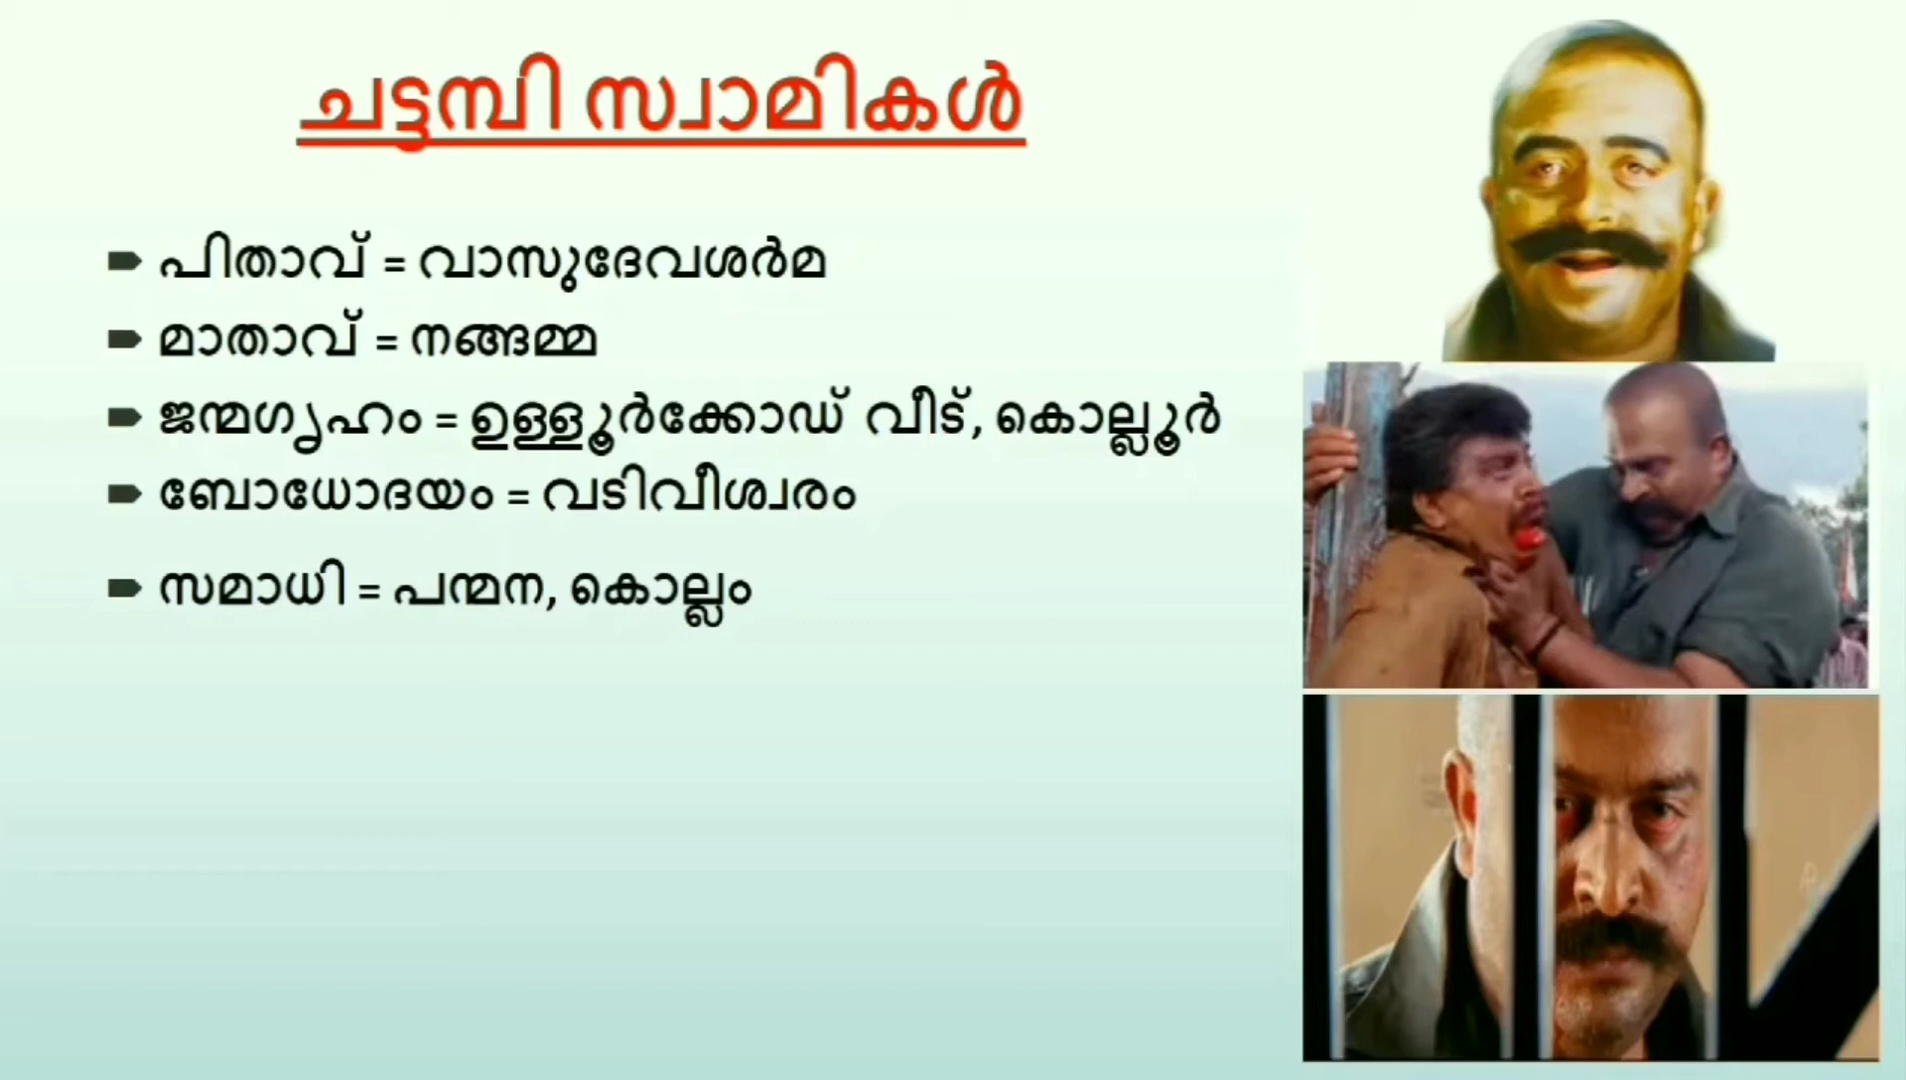 ചട്ടമ്പി സ്വാമികൾ
പിതാവ് = വാസുദേവശർമ
മാതാവ് = നങ്ങമ്മ
ജന്മഗൃഹം = ഉള്ളൂർക്കോഡ് വീട്, കൊല്ലൂർ
ബോധോദയം = വടിവീശ്വരം
സമാധി = പന്മന, കൊല്ലം